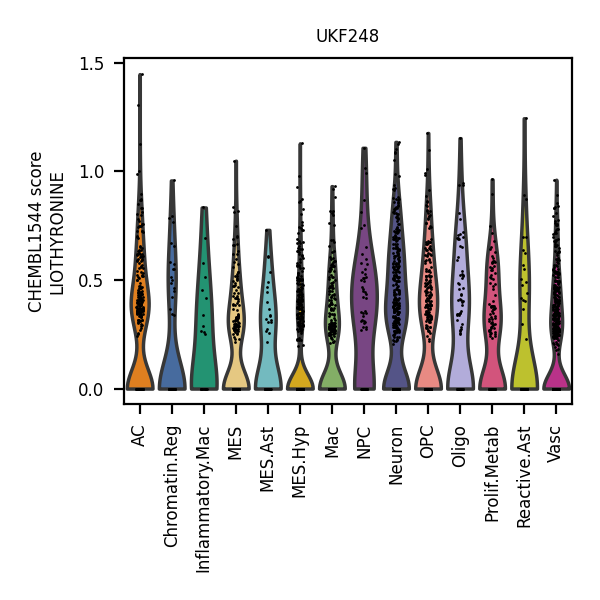 UKF248
CHEMBL1544 score
LIOTHYRONINE
1.5
1.0
0.5
0.0
AC
Chromatin.Reg
Inflammatory.Mac
MES
MES.Ast
MES.Hyp
Mac
NPC
Neuron
OPC
Oligo
Prolif.Metab
Reactive.Ast
Vasc